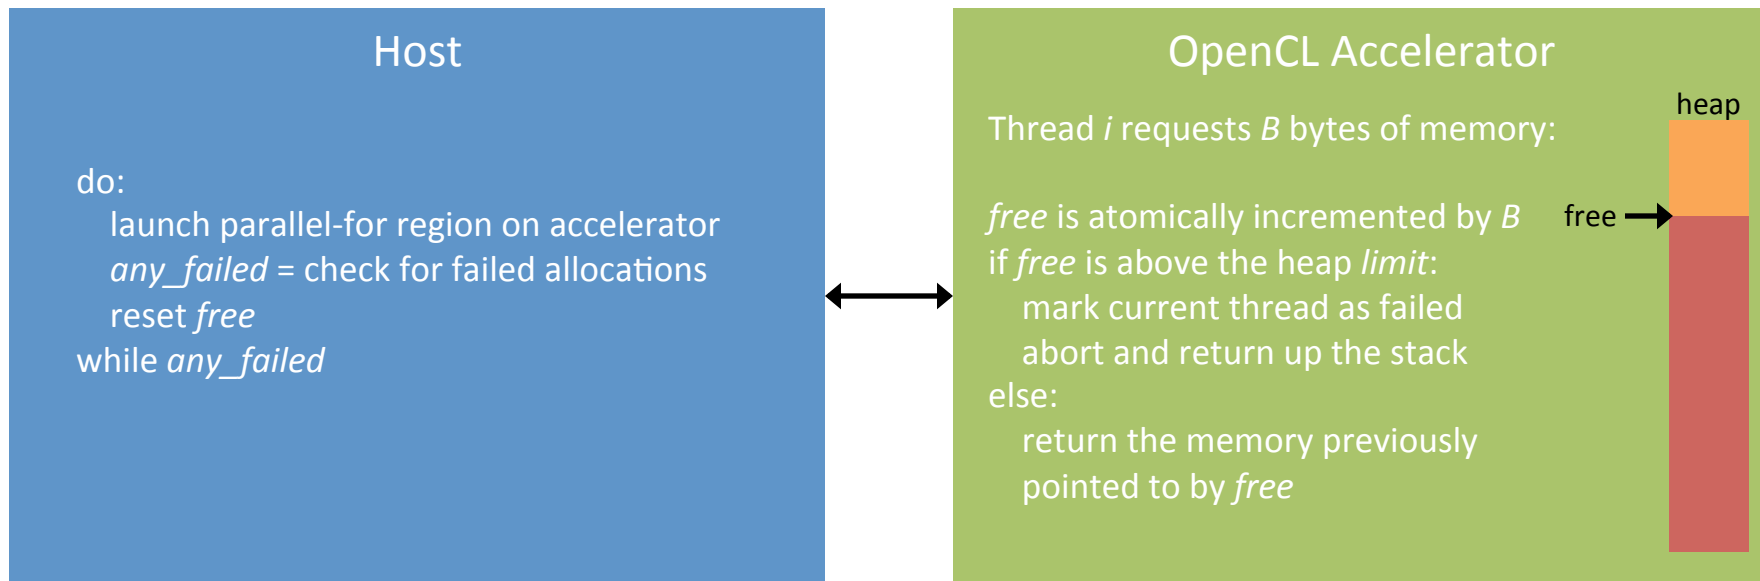 Host
do:
launch parallel-for region on accelerator
any_failed = check for failed allocations
reset free
while any_failed
OpenCL Accelerator
Thread i requests B bytes of memory:
free is atomically incremented by B
if free is above the heap limit:
mark current thread as failed
abort and return up the stack
else:
return the memory previously
pointed to by free
heap
free